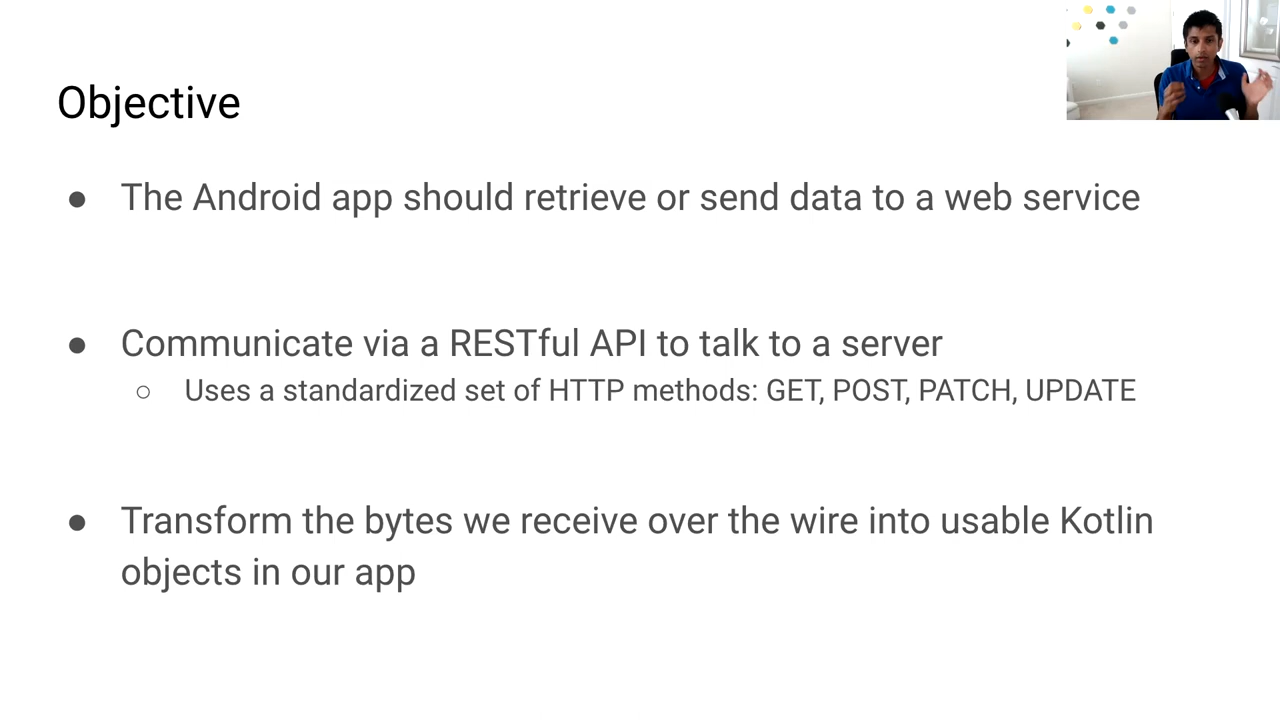 Objective
● The Android app should retrieve or send data to a web service
● Communicate via a RESTful API to talk to a server
○ Uses a standardized set of HTTP methods: GET, POST, PATCH, UPDATE
● Transform the bytes we receive over the wire into usable Kotlin
objects in our app